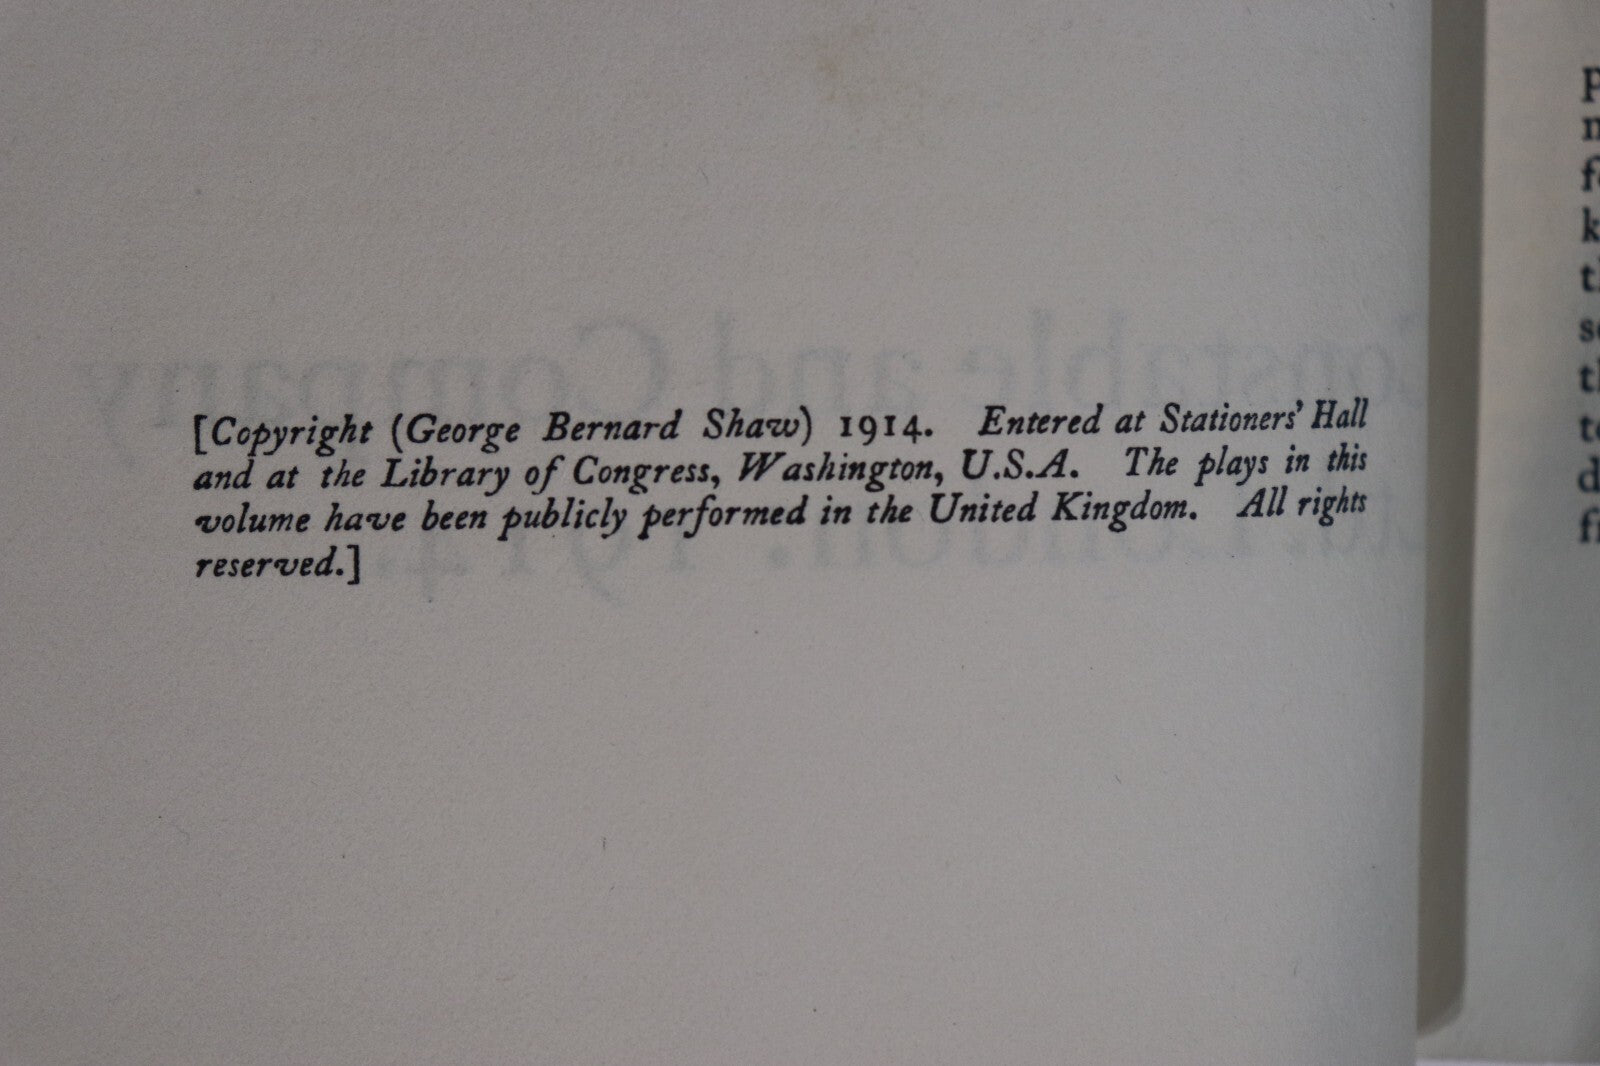 [Copyright (George Bernard Shaw) 1914. Entered at Stationers' Hall
and at the Library of Congress, Washington, U.S.A. The plays in this
volume have been publicly performed in the United Kingdom. All rights
reserved.]